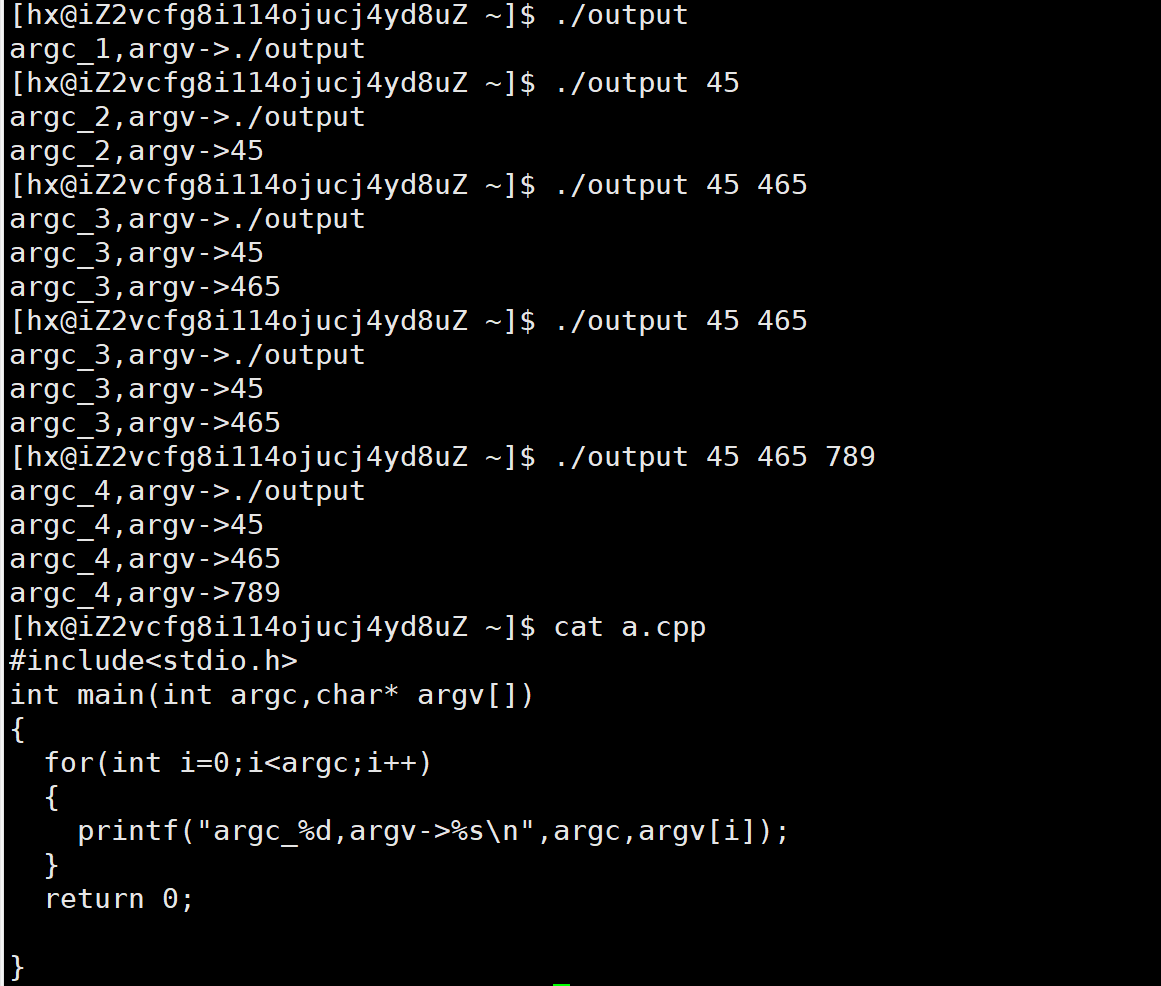 [hx@iZ2vcfg8i114ojucj4yd8uZ ~]$ ./output
argc_1,argv->./output
[hx@iZ2vcfg8i114ojucj4yd8uZ ~]$ ./output 45
argc_2,argv->./output
argc_2,argv->45
[hx@iZ2vcfg8i114ojucj4yd8uZ ~]$ ./output 45 465
argc_3,argv->./output
argc_3,argv->45
argc_3,argv->465
[hx@iZ2vcfg8i114ojucj4yd8uZ ~]$ ./output 45 465
argc_3,argv->./output
argc_3,argv->45
argc_3,argv->465
[hx@iZ2vcfg8i114ojucj4yd8uZ ~]$ ./output 45 465 789
argc_4,argv->./output
argc_4,argv->45
argc_4,argv->465
argc_4,argv->789
[hx@iZ2vcfg8i114ojucj4yd8uZ ~]$ cat a.cpp
#include<stdio.h>
int main(int argc,char* argv[])
{
  for(int i=0;i<argc;i++)
  {
    printf("argc_%d,argv->%s\n",argc,argv[i]);
  }
  return 0;

}